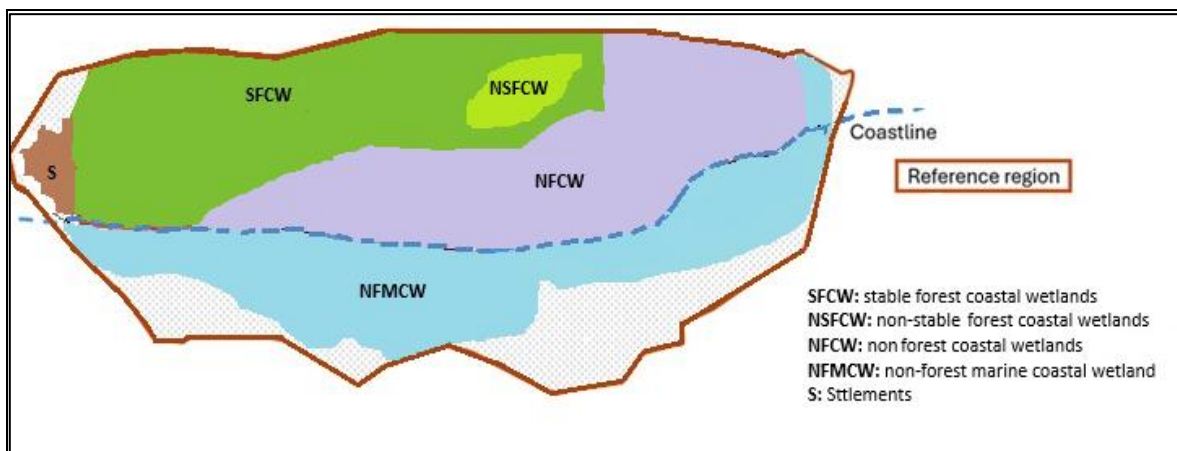 SFCW
NSFCW
Coastline
S
NFCW
Reference region
NFMCW
SFCW: stable forest coastal wetlands
NSFCW: non-stable forest coastal wetlands
NFCW: non forest coastal wetlands
NFMCW: non-forest marine coastal wetland
S: Sttlements